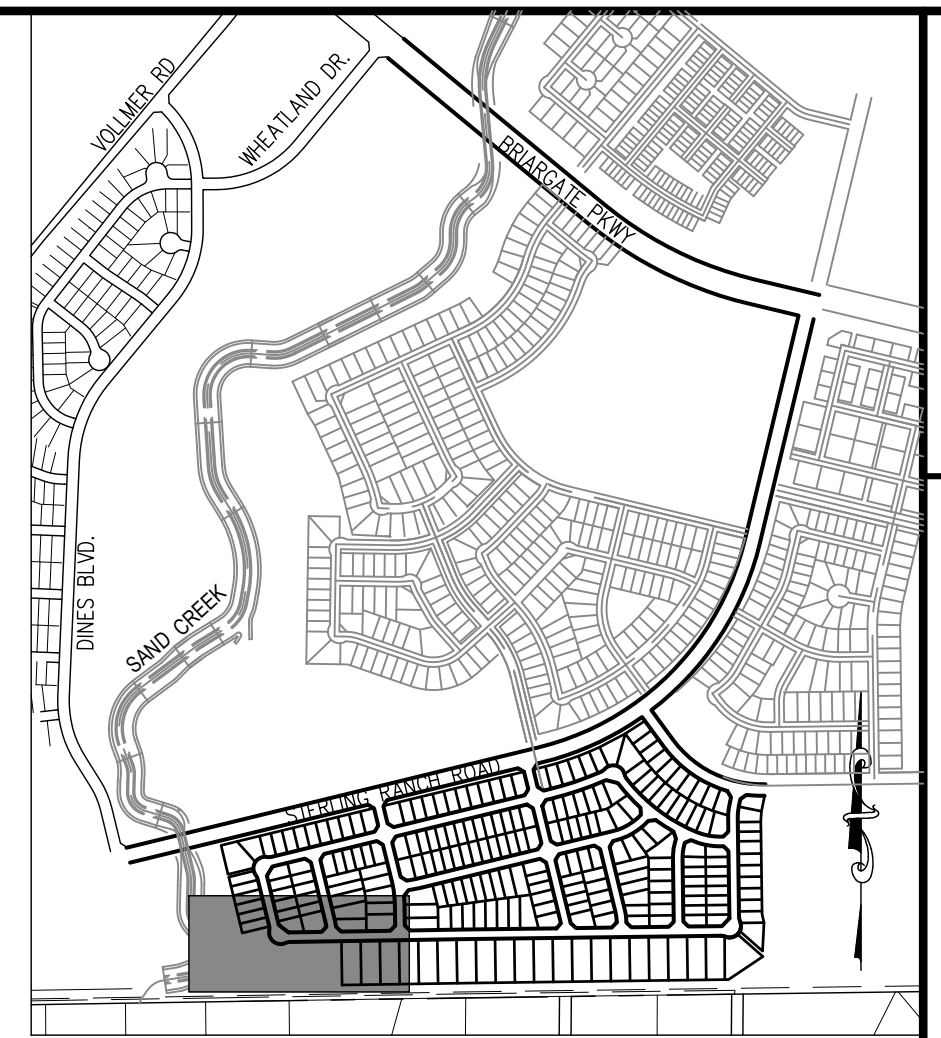 VOLLMER RD
WHEATLAND DR.
BRIARGATE PKWY
DINES BLVD.
SAND CREEK
STERLING RANCH ROAD